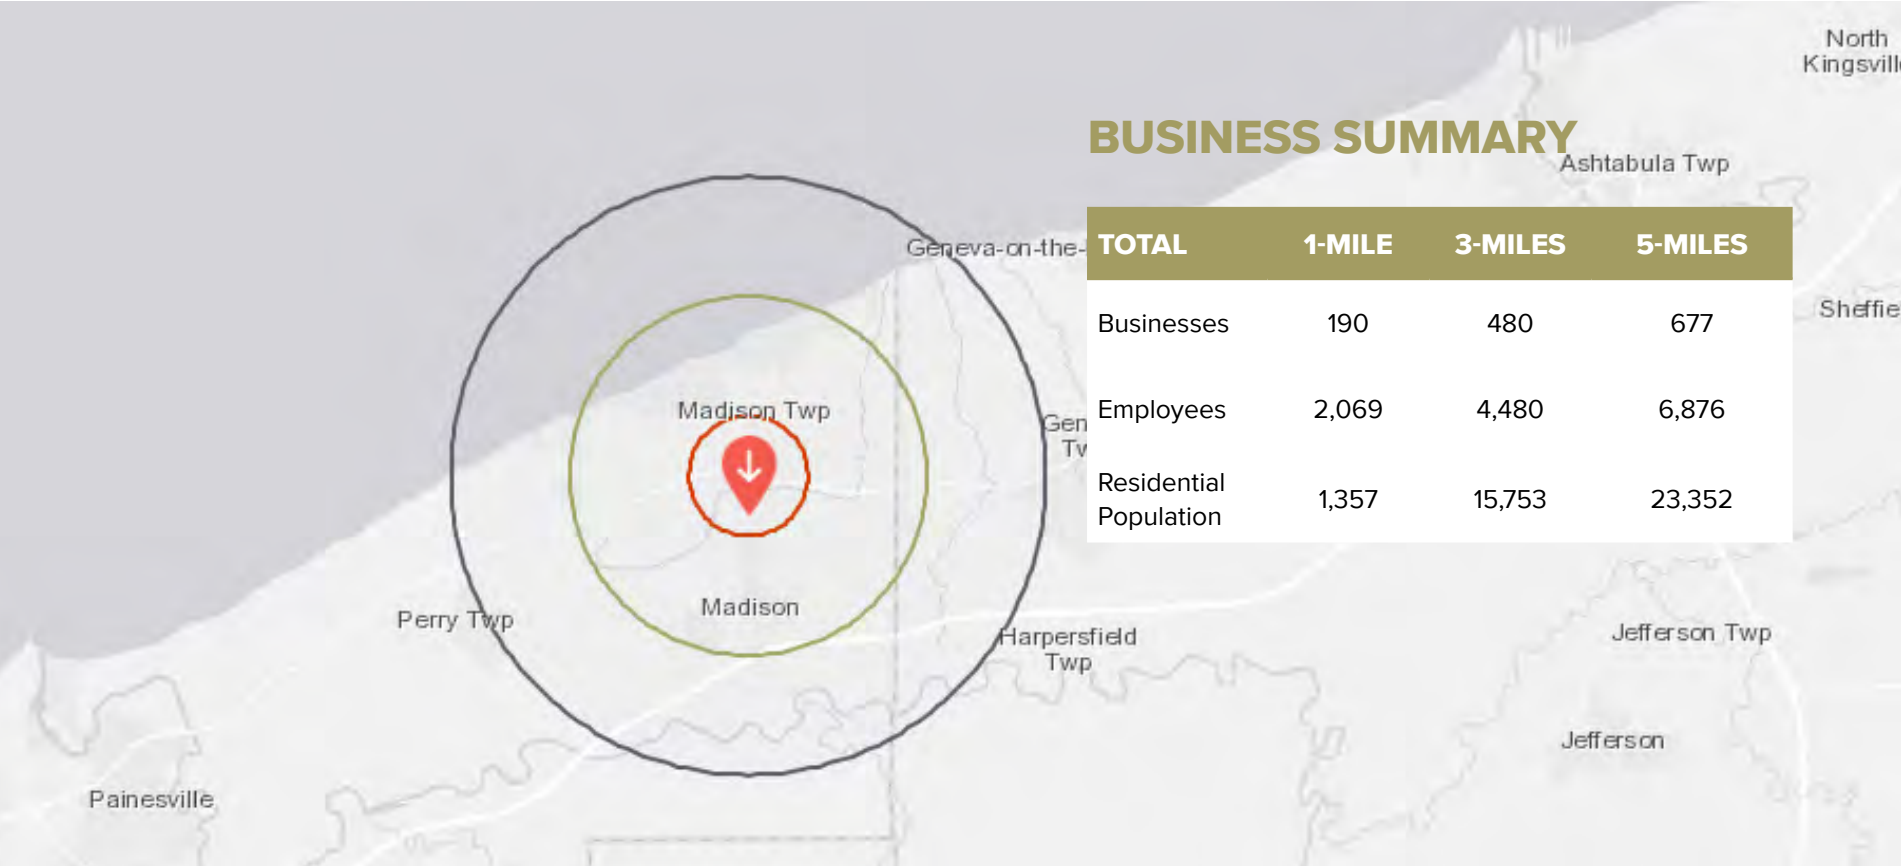 North
Kingsvill
BUSINESS SUMMARY
Ashtabula Twp
Geneva-on-the-
TOTAL 1-MILE 3-MILES 5-MILES
Sheffie
Businesses 190 480 677
Madison Twp
Employees 2,069 4,480 6,876
Gen
Tw
Residential
Population 1,357 15,753 23,352
Madison
Perry Twp
Harpersfield
Twp
Jefferson Twp
Jefferson
Painesville